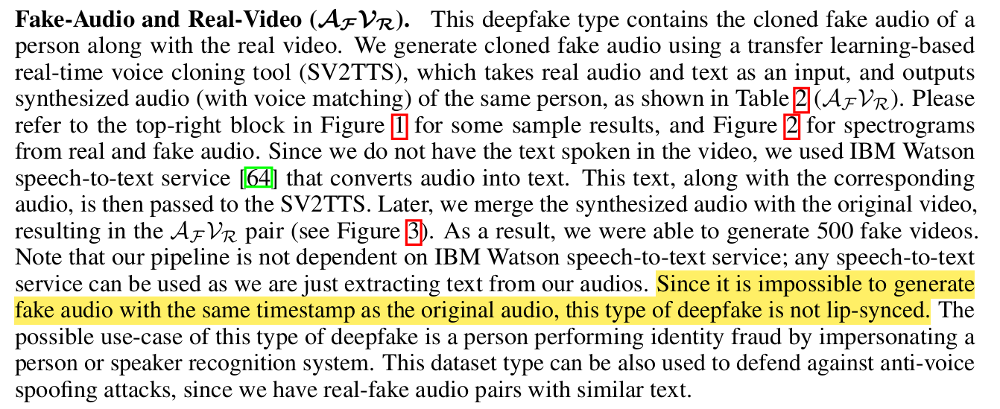 Fake-Audio and Real-Video (𝒜_ℱ𝒱_ℛ). This deepfake type contains the cloned fake audio of a
person along with the real video. We generate cloned fake audio using a transfer learning-based
real-time voice cloning tool (SV2TTS), which takes real audio and text as an input, and outputs
synthesized audio (with voice matching) of the same person, as shown in Table 2 (𝒜_ℱ𝒱_ℛ). Please
refer to the top-right block in Figure 1 for some sample results, and Figure 2 for spectrograms
from real and fake audio. Since we do not have the text spoken in the video, we used IBM Watson
speech-to-text service [64] that converts audio into text. This text, along with the corresponding
audio, is then passed to the SV2TTS. Later, we merge the synthesized audio with the original video,
resulting in the 𝒜_ℱ𝒱_ℛ pair (see Figure 3). As a result, we were able to generate 500 fake videos.
Note that our pipeline is not dependent on IBM Watson speech-to-text service; any speech-to-text
service can be used as we are just extracting text from our audios. Since it is impossible to generate
fake audio with the same timestamp as the original audio, this type of deepfake is not lip-synced. The
possible use-case of this type of deepfake is a person performing identity fraud by impersonating a
person or speaker recognition system. This dataset type can be also used to defend against anti-voice
spoofing attacks, since we have real-fake audio pairs with similar text.